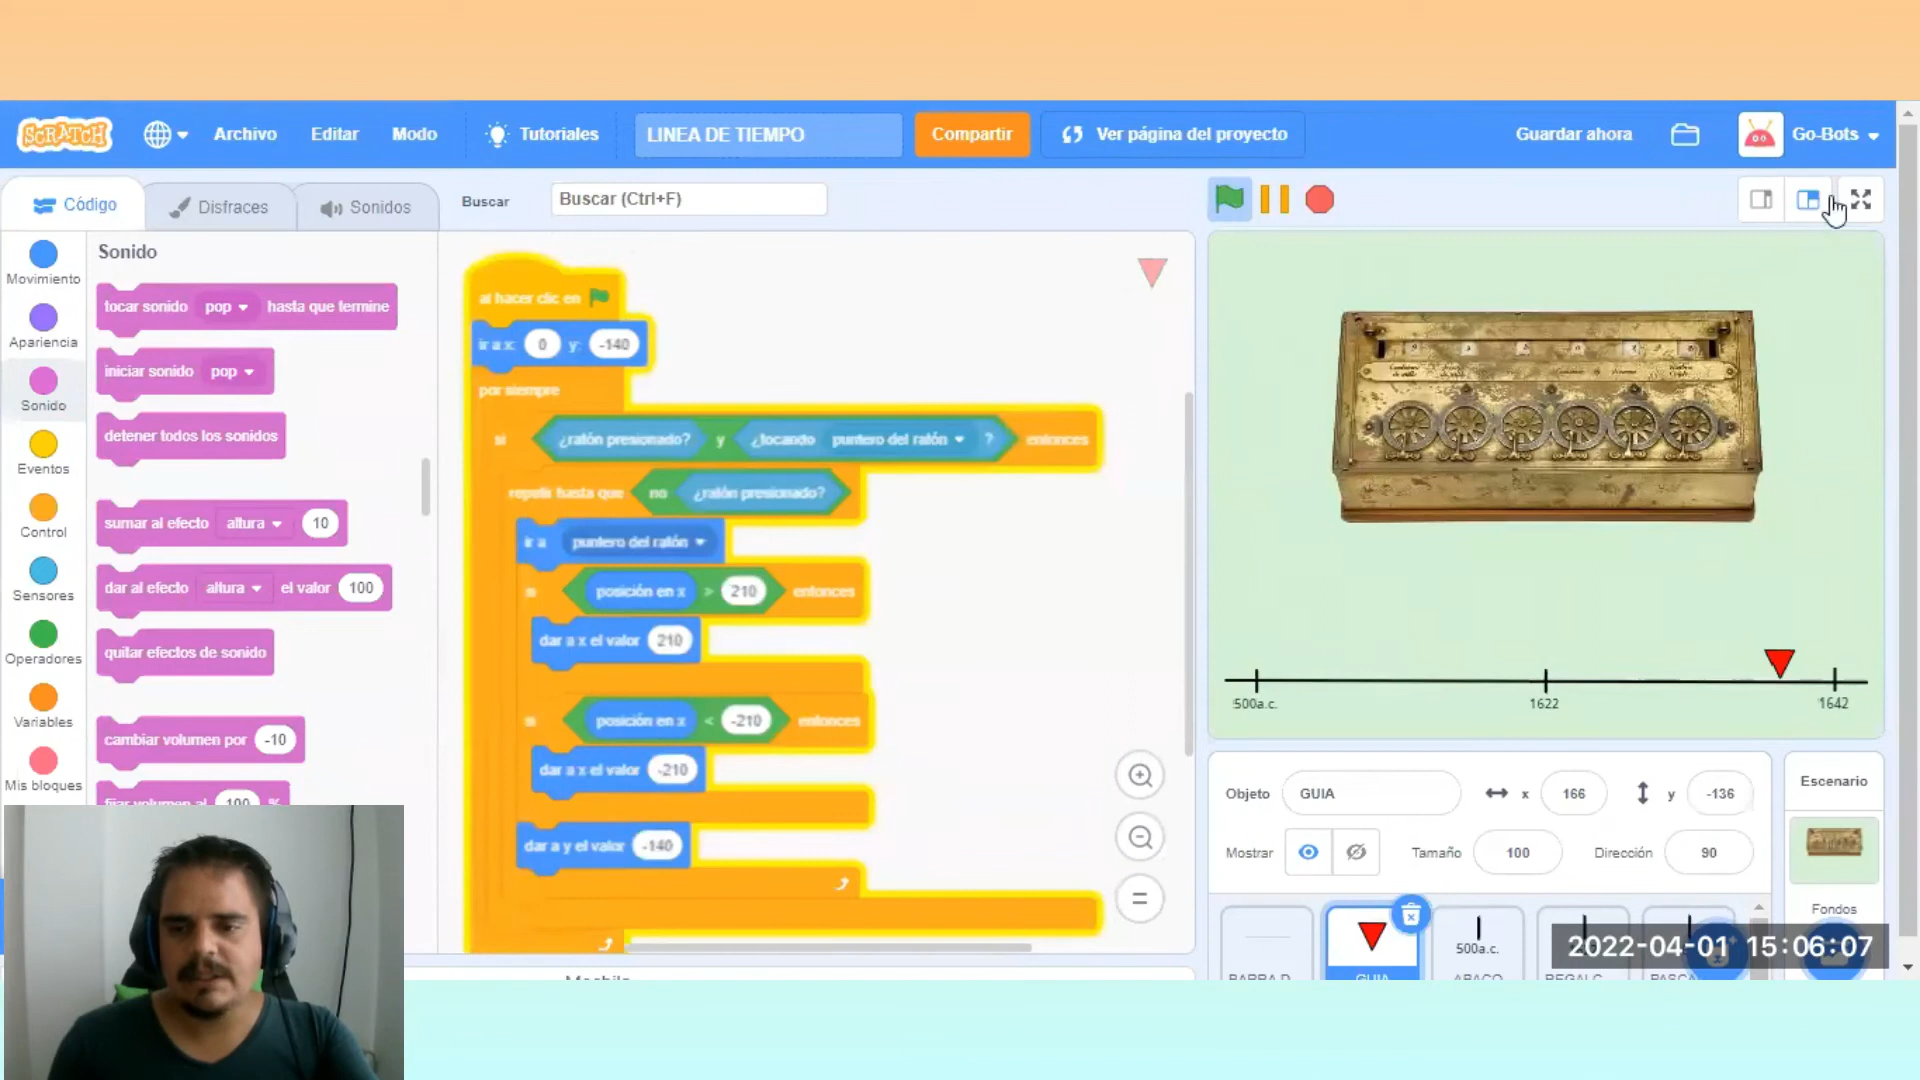 SCRATCH
Archivo
Editar
Modo
Tutoriales
LINEA DE TIEMPO
Compartir
Ver página del proyecto
Guardar ahora
Go-Bots
Código
Disfraces
Sonidos
Buscar
Buscar (Ctrl+F)
Movimiento
Apariencia
Sonido
Eventos
Control
Sensores
Operadores
Variables
Mis bloques
Sonido
tocar sonido pop hasta que termine
iniciar sonido pop
detener todos los sonidos
sumar al efecto altura 10
dar al efecto altura el valor 100
quitar efectos de sonido
cambiar volumen por -10
fijar volumen al 100 %
al hacer clic en
ir a x: 0 y: -140
por siempre
si ¿ratón presionado? y ¿tocando puntero del ratón ? entonces
repetir hasta que no ¿ratón presionado?
ir a puntero del ratón
si posición en x > 210 entonces
dar a x el valor 210
si posición en x < -210 entonces
dar a x el valor -210
dar a y el valor -140
500a.c.
1622
1642
Objeto GUIA x 166 y -136
Mostrar Tamaño 100 Dirección 90
Escenario
Fondos
500a.c.
GUIA
ABACO
2022-04-01 15:06:07